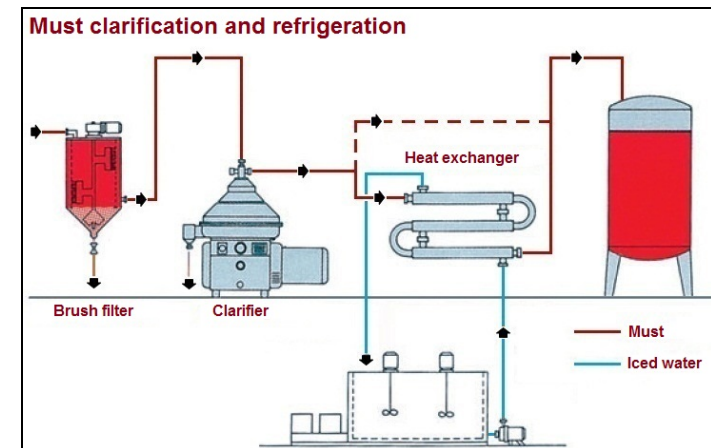 Must clarification and refrigeration
Heat exchanger
Brush filter
Clarifier
Must
Iced water